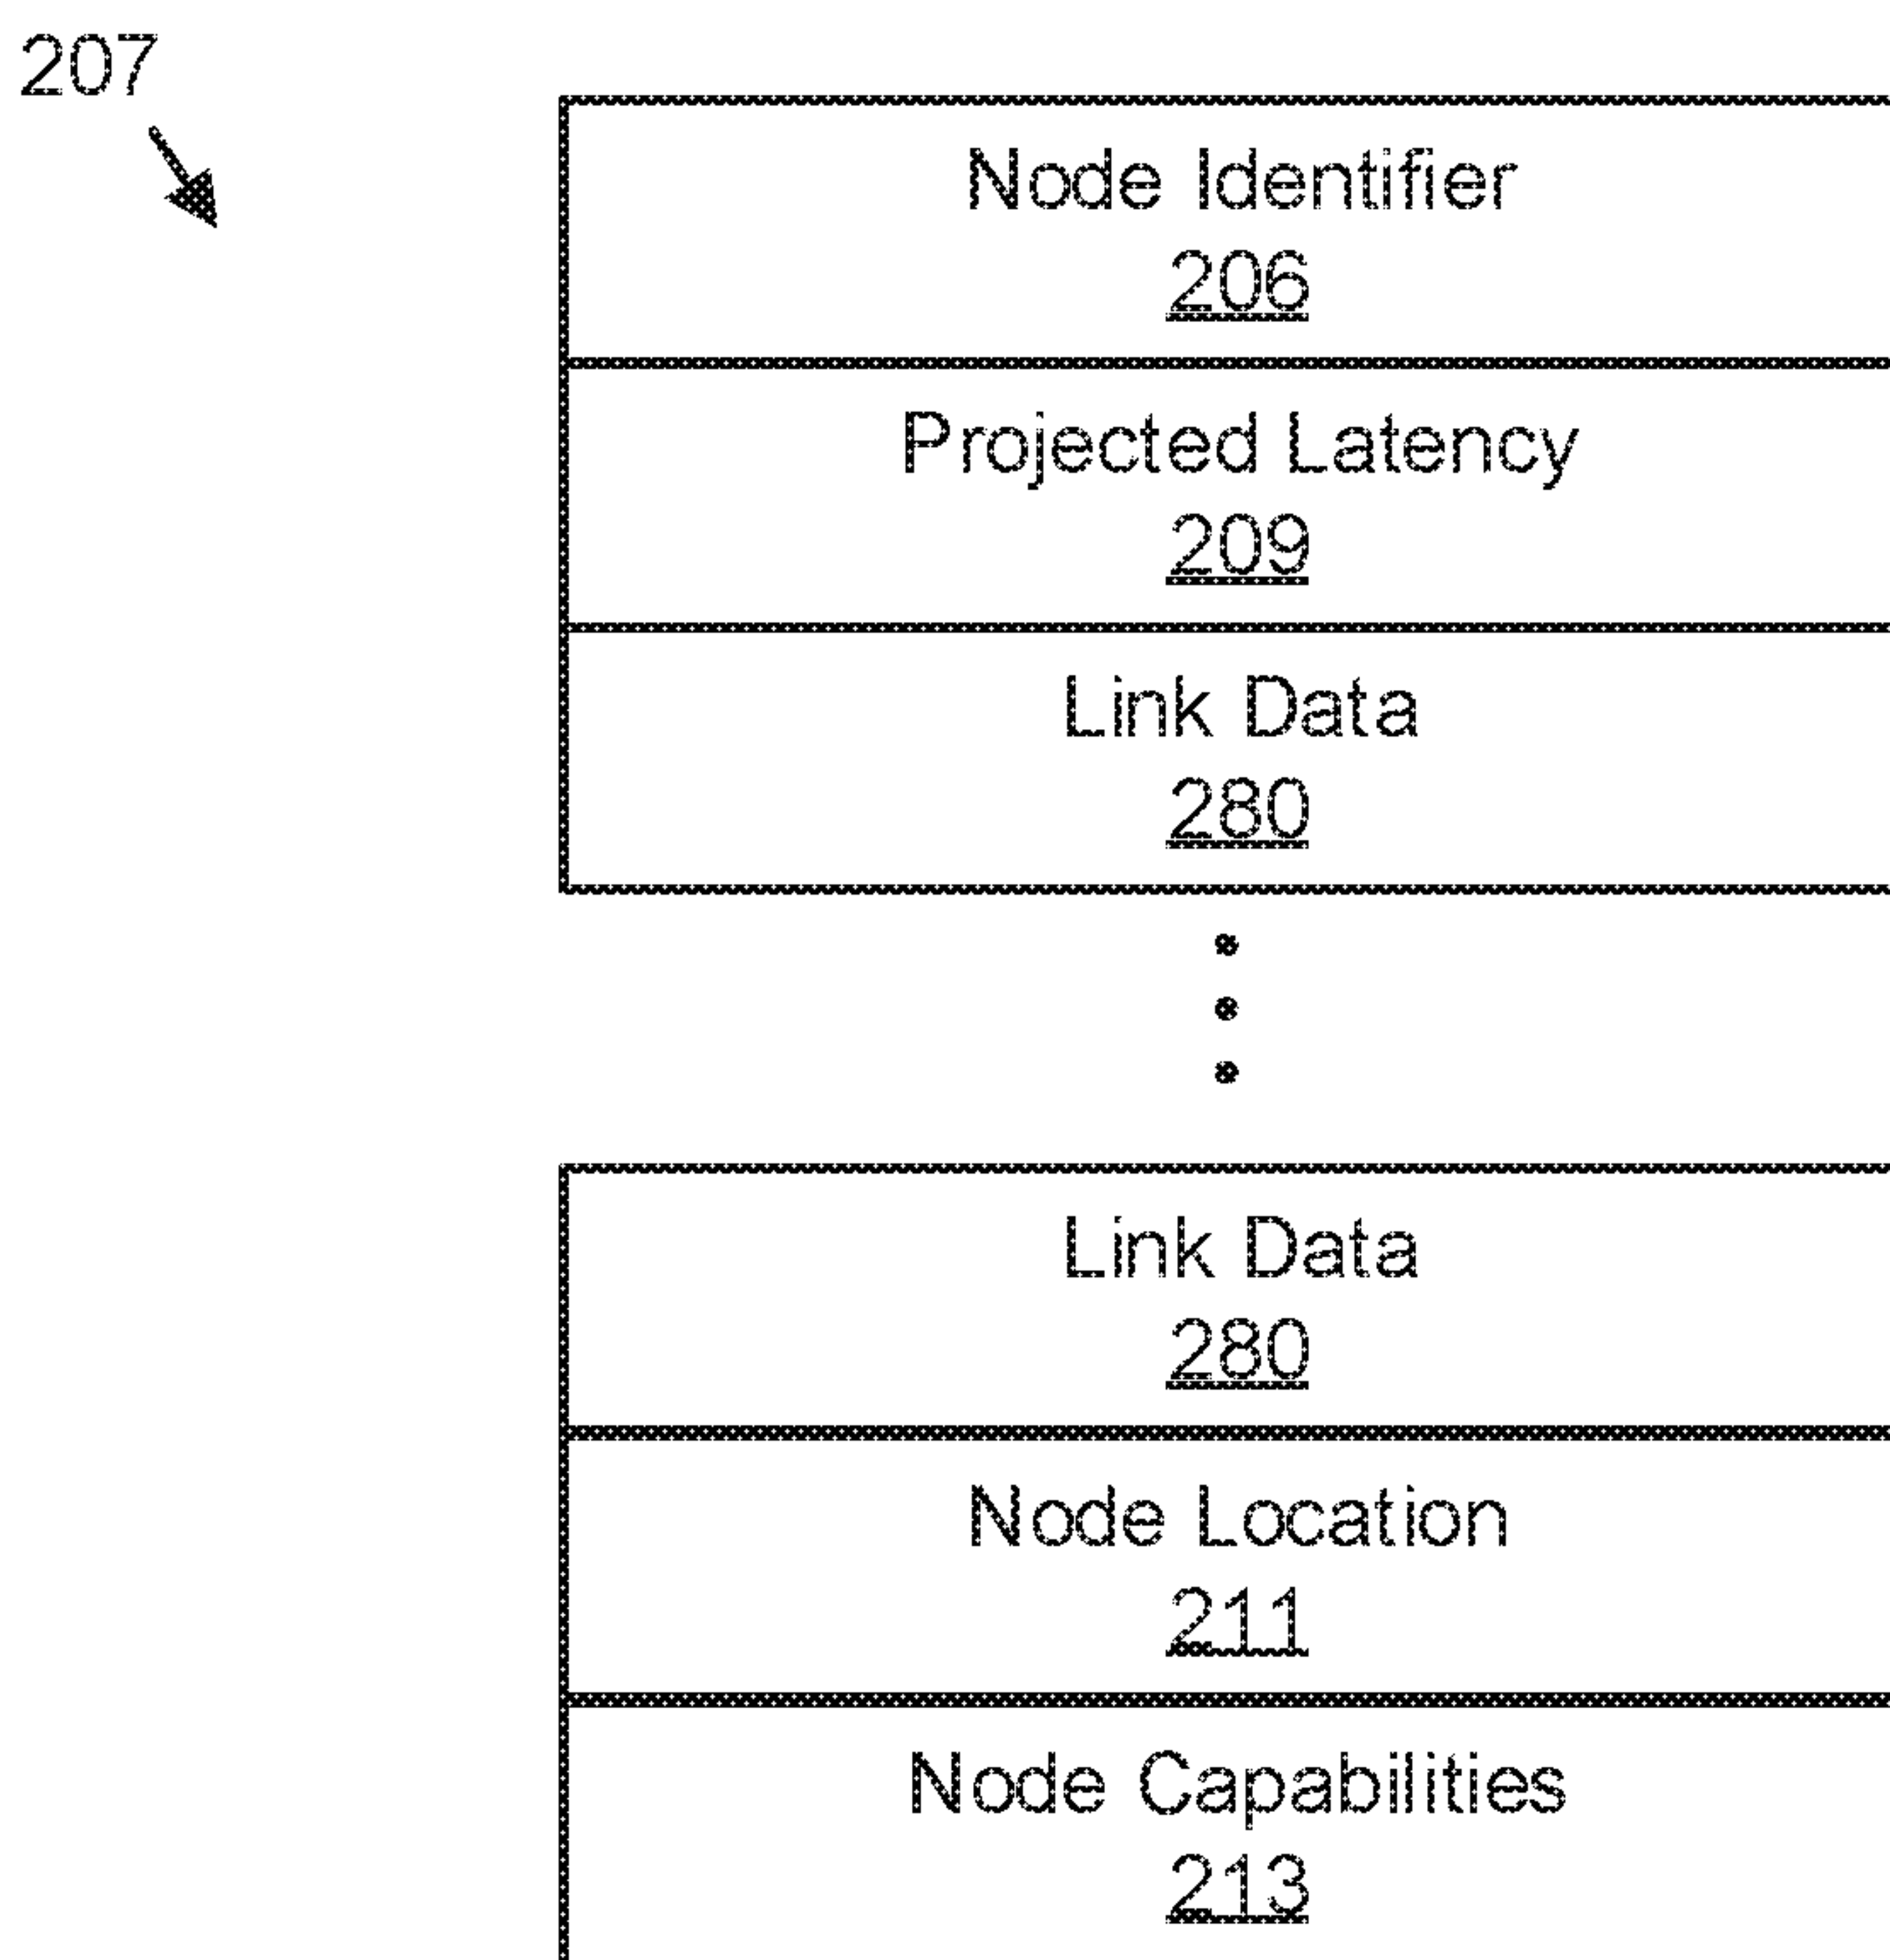 207
Node Identifier
206
Projected Latency
209
Link Data
280
Link Data
280
Node Location
211
Node Capabilities
213